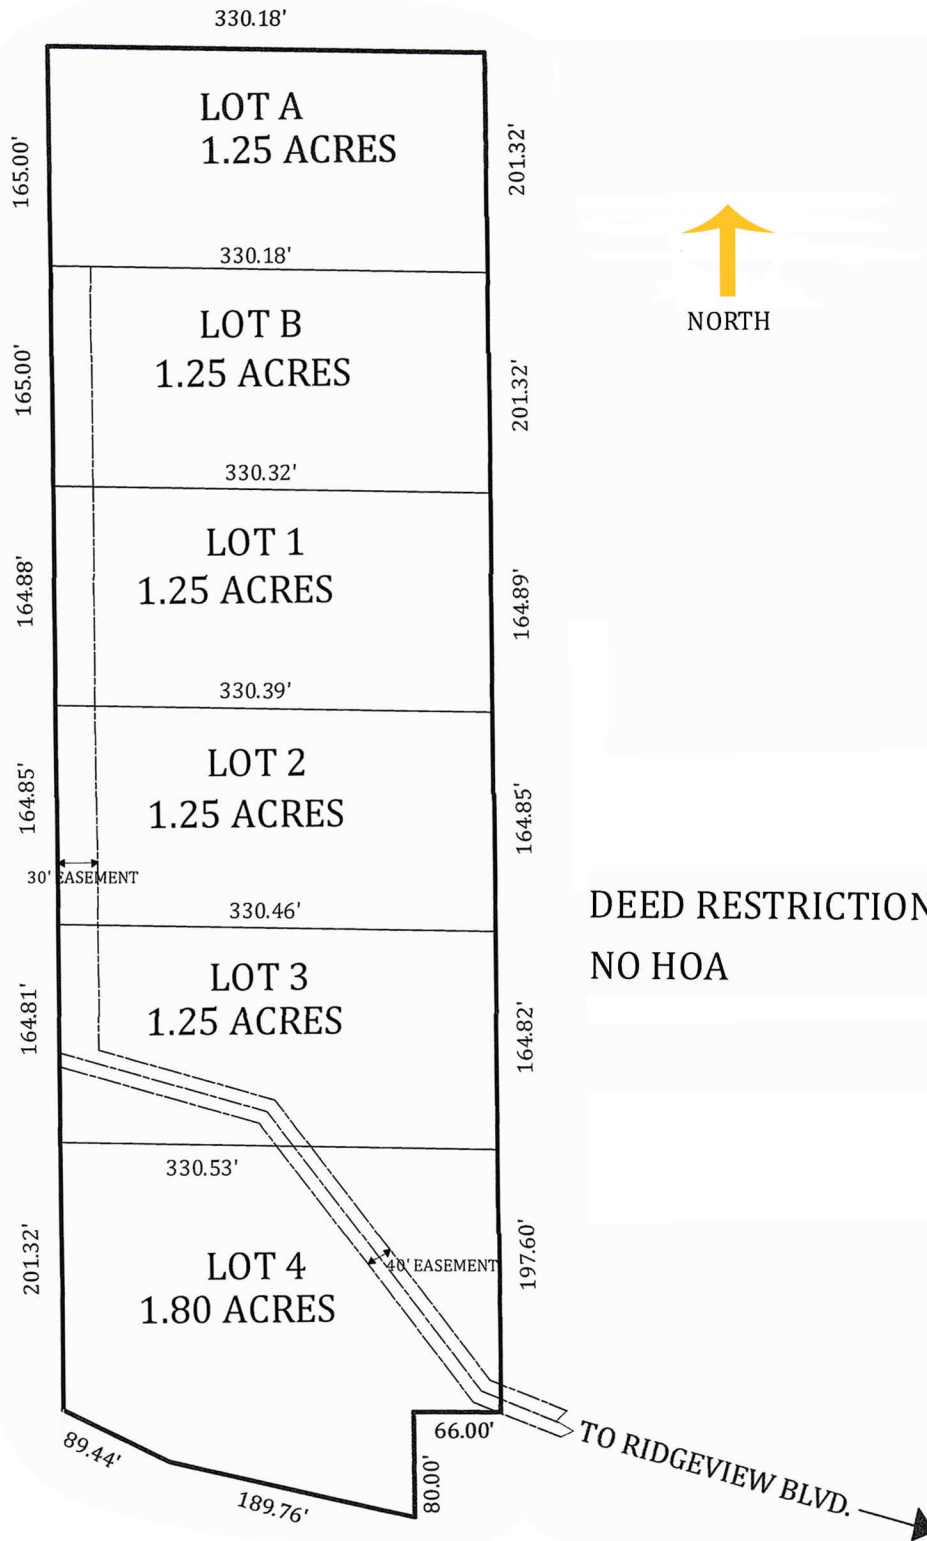 330.18'
LOT A
1.25 ACRES
165.00'
201.32'
330.18'
NORTH
LOT B
1.25 ACRES
165.00'
201.32'
330.32'
LOT 1
1.25 ACRES
164.88'
164.89'
330.39'
LOT 2
1.25 ACRES
164.85'
164.85'
30' EASEMENT
330.46'
DEED RESTRICTION
NO HOA
LOT 3
1.25 ACRES
164.81'
164.82'
330.53'
LOT 4
1.80 ACRES
201.32'
40' EASEMENT
197.60'
66.00'
89.44'
80.00'
189.76'
TO RIDGEVIEW BLVD.